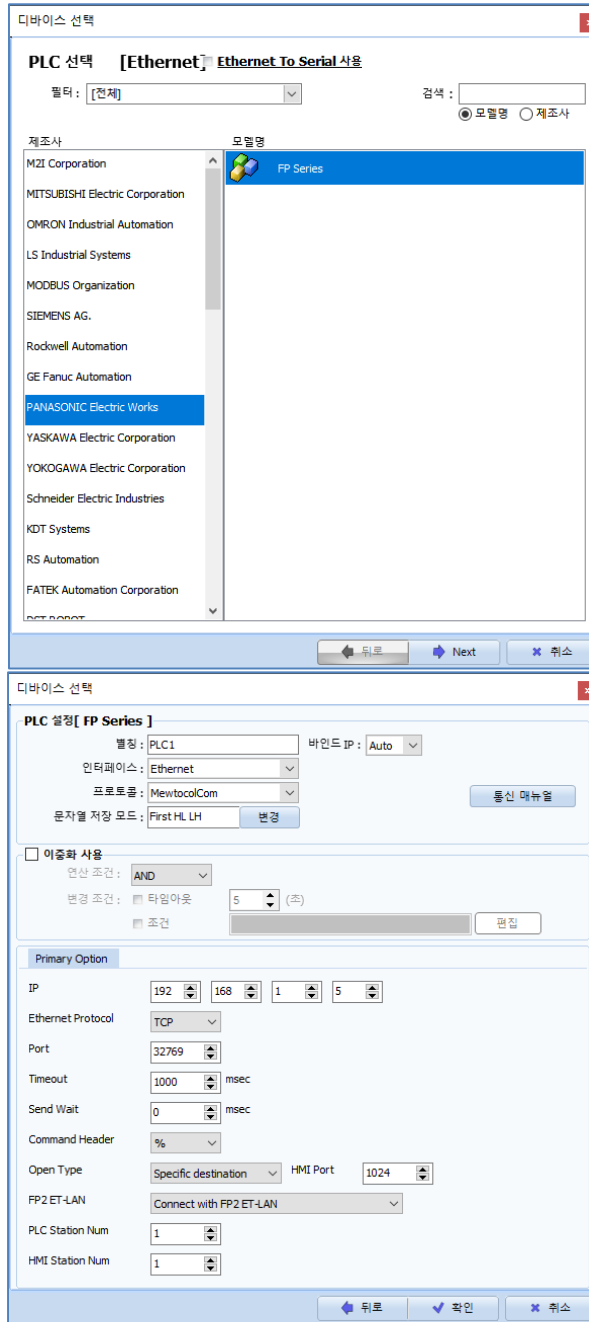 디바이스 선택
PLC 선택 [Ethernet] Ethernet To Serial 사용
필터 : [전체] 검색 :
모델명 제조사
제조사 모델명
M2I Corporation
FP Series
MITSUBISHI Electric Corporation
OMRON Industrial Automation
LS Industrial Systems
MODBUS Organization
SIEMENS AG.
Rockwell Automation
GE Fanuc Automation
PANASONIC Electric Works
YASKAWA Electric Corporation
YOKOGAWA Electric Corporation
Schneider Electric Industries
KDT Systems
RS Automation
FATEK Automation Corporation
뒤로 Next 취소
디바이스 선택
PLC 설정[ FP Series ]
별칭 : PLC1 바인드 IP : Auto
인터페이스 : Ethernet
프로토콜 : MewtocolCom 통신 매뉴얼
문자열 저장 모드 : First HL LH 변경
이중화 사용
연산 조건 : AND
변경 조건 : 타임아웃 5 (초)
조건 편집
Primary Option
IP 192 168 1 5
Ethernet Protocol TCP
Port 32769
Timeout 1000 msec
Send Wait 0 msec
Command Header %
Open Type Specific destination HMI Port 1024
FP2 ET-LAN Connect with FP2 ET-LAN
PLC Station Num 1
HMI Station Num 1
뒤로 확인 취소